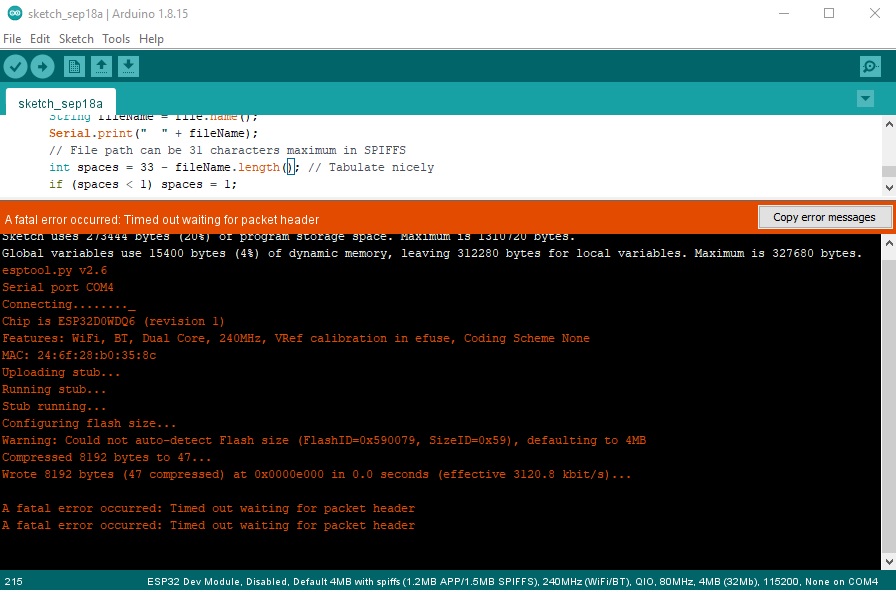 sketch_sep18a | Arduino 1.8.15
File Edit Sketch Tools Help
sketch_sep18a
String fileName = file.name();
Serial.print("  " + fileName);
// File path can be 31 characters maximum in SPIFFS
int spaces = 33 - fileName.length(); // Tabulate nicely
if (spaces < 1) spaces = 1;
A fatal error occurred: Timed out waiting for packet header
Copy error messages
Sketch uses 273444 bytes (20%) of program storage space. Maximum is 1310720 bytes.
Global variables use 15400 bytes (4%) of dynamic memory, leaving 312280 bytes for local variables. Maximum is 327680 bytes.
esptool.py v2.6
Serial port COM4
Connecting........_
Chip is ESP32D0WDQ6 (revision 1)
Features: WiFi, BT, Dual Core, 240MHz, VRef calibration in efuse, Coding Scheme None
MAC: 24:6f:28:b0:35:8c
Uploading stub...
Running stub...
Stub running...
Configuring flash size...
Warning: Could not auto-detect Flash size (FlashID=0x590079, SizeID=0x59), defaulting to 4MB
Compressed 8192 bytes to 47...
Wrote 8192 bytes (47 compressed) at 0x0000e000 in 0.0 seconds (effective 3120.8 kbit/s)...
A fatal error occurred: Timed out waiting for packet header
A fatal error occurred: Timed out waiting for packet header
215
ESP32 Dev Module, Disabled, Default 4MB with spiffs (1.2MB APP/1.5MB SPIFFS), 240MHz (WiFi/BT), QIO, 80MHz, 4MB (32Mb), 115200, None on COM4